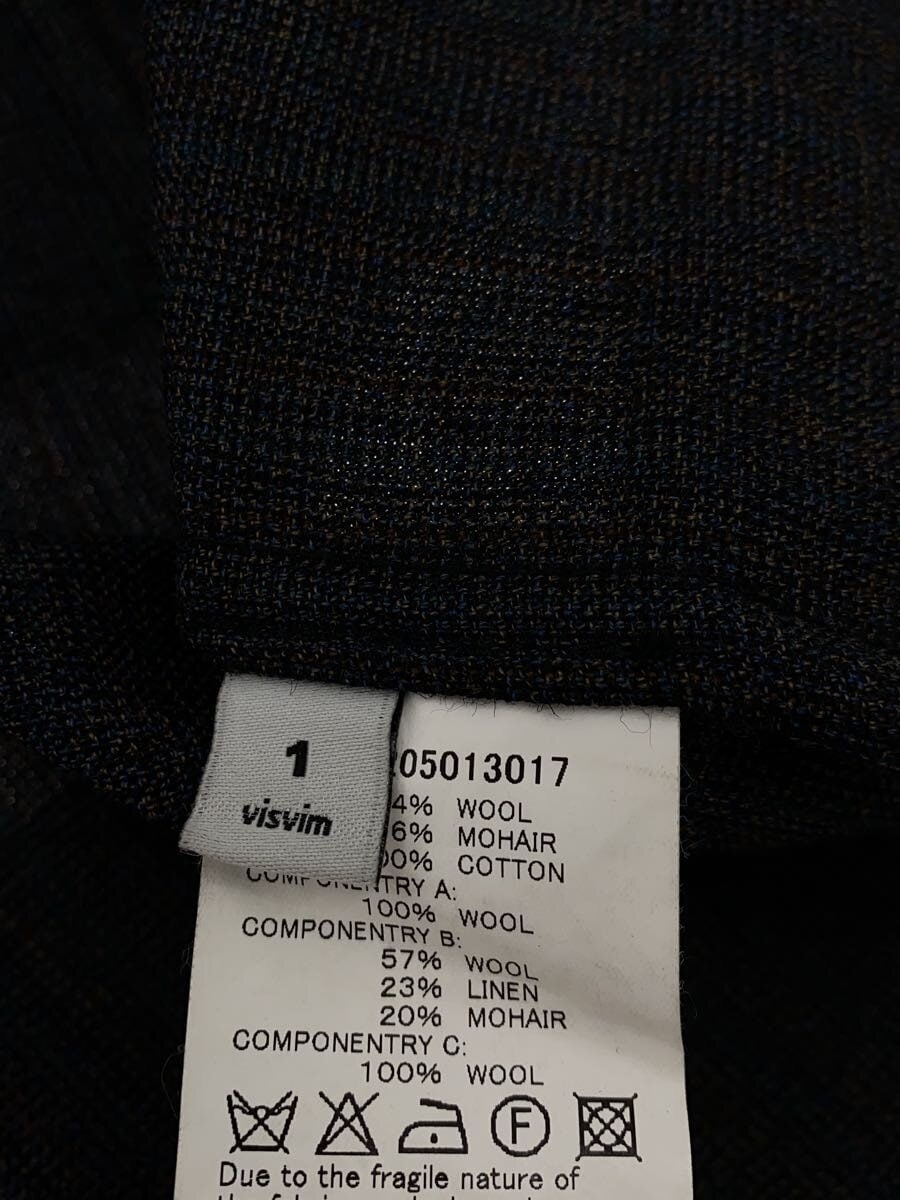 1
visvim
05013017
4% WOOL
6% MOHAIR
00% COTTON
COMPONENTRY A:
100% WOOL
COMPONENTRY B:
57% WOOL
23% LINEN
20% MOHAIR
COMPONENTRY C:
100% WOOL
F
Due to the fragile nature of